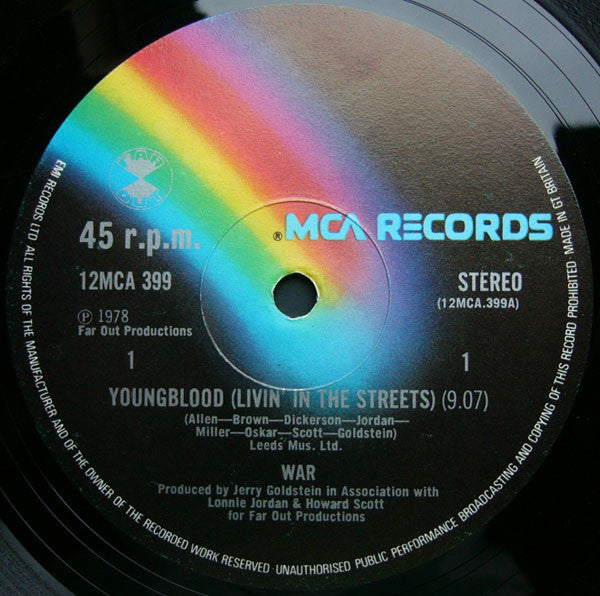 MCA RECORDS
®
45 r.p.m.
12MCA 399
STEREO
(12MCA.399A)
Ⓟ 1978
Far Out Productions
1
1
YOUNGBLOOD (LIVIN' IN THE STREETS) (9.07)
(Allen—Brown—Dickerson—Jordan—
Miller—Oskar—Scott—Goldstein)
Leeds Mus. Ltd.
WAR
Produced by Jerry Goldstein in Association with
Lonnie Jordan & Howard Scott
for Far Out Productions
EMI RECORDS LTD ALL RIGHTS OF THE MANUFACTURER AND OF THE OWNER OF THE RECORDED WORK RESERVED UNAUTHORISED PUBLIC PERFORMANCE BROADCASTING AND COPYING OF THIS RECORD PROHIBITED MADE IN GT BRITAIN